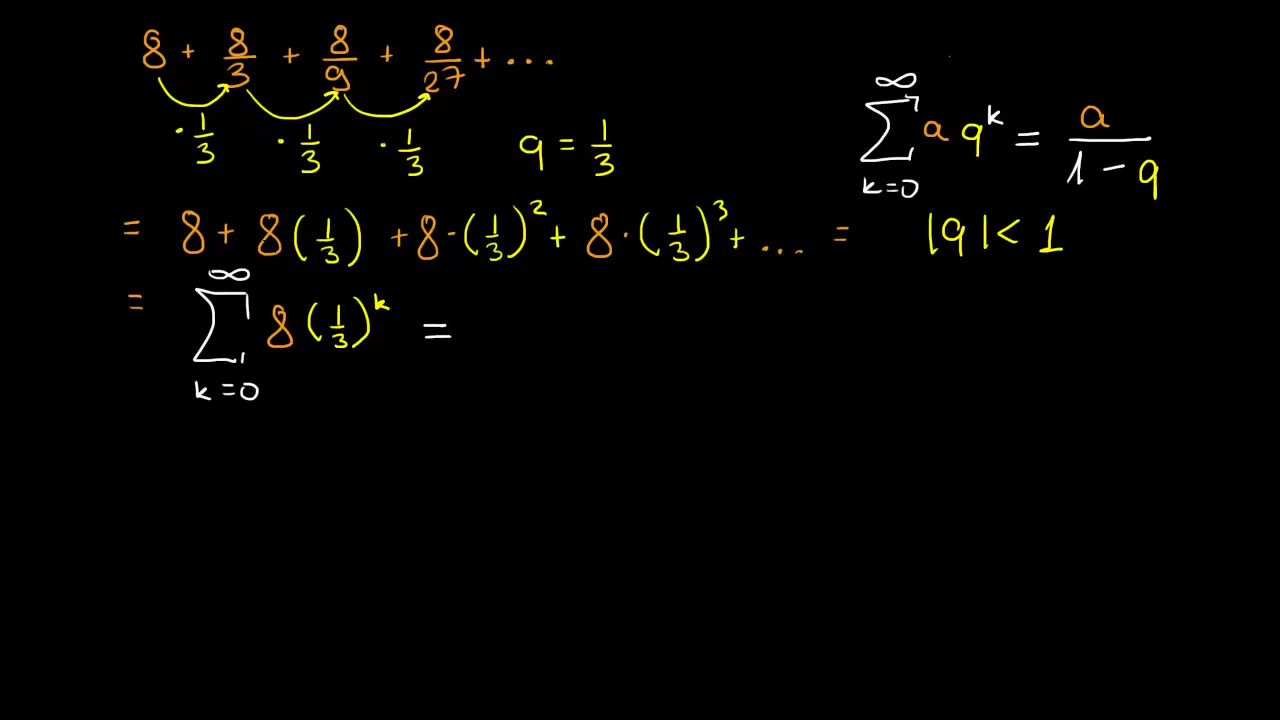 8 + 8/3 + 8/9 + 8/27 + ...
· 1/3 · 1/3 · 1/3 q = 1/3
= 8 + 8(1/3) + 8 · (1/3)^2 + 8 · (1/3)^3 + ... =
= ∞ ∑ k=0 8(1/3)^k =
∞ ∑ k=0 a q^k = a/(1-q)
|q| < 1